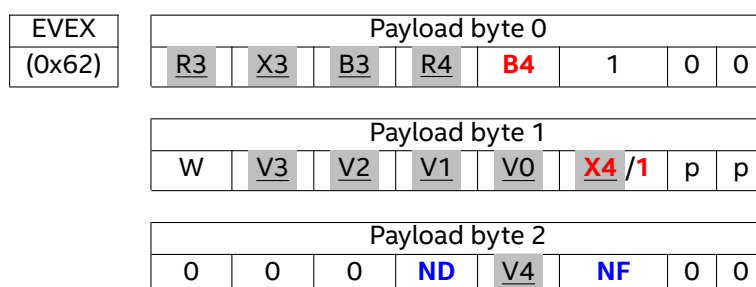 EVEX Payload byte 0
(0x62) R3 X3 B3 R4 B4 1 0 0
Payload byte 1
W V3 V2 V1 V0 X4/1 p p
Payload byte 2
0 0 0 ND V4 NF 0 0